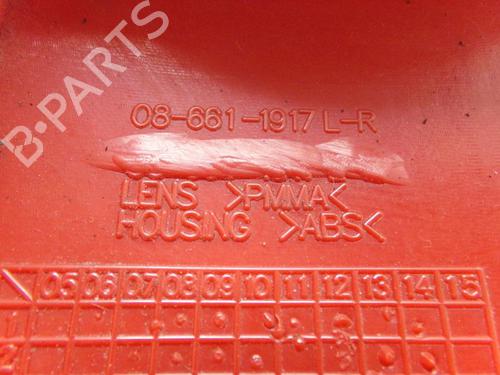 B-PARTS
08-661-1917 L-R
LENS >PMMA<
HOUSING >ABS<
05 06 07 08 09 10 11 12 13 14 15
1
2